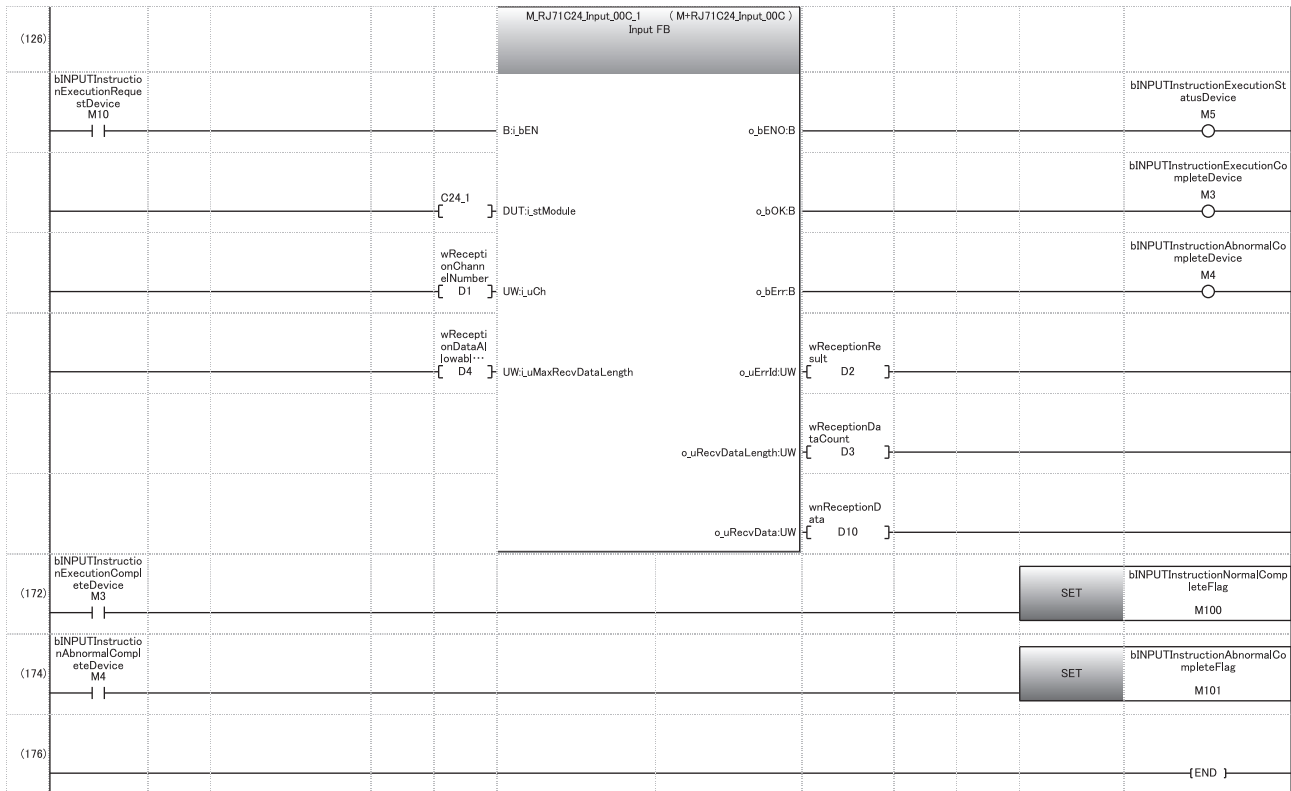 M_RJ71C24_Input_00C_1 ( M+RJ71C24_Input_00C )
Input FB
(126)
bINPUTInstructio
nExecutionReque
stDevice
M10
B:i_bEN
o_bENO:B
bINPUTInstructionExecutionSt
atusDevice
M5
C24_1
DUT:i_stModule
o_bOK:B
bINPUTInstructionExecutionCo
mpleteDevice
M3
wRecepti
onChann
elNumber
D1
UW:i_uCh
o_bErr:B
bINPUTInstructionAbnormalCo
mpleteDevice
M4
wRecepti
onDataAl
lowabl…
D4
UW:i_uMaxRecvDataLength
o_uErrId:UW
wReceptionRe
sult
D2
o_uRecvDataLength:UW
wReceptionDa
taCount
D3
o_uRecvData:UW
wnReceptionD
ata
D10
(172)
bINPUTInstructio
nExecutionCompl
eteDevice
M3
SET
bINPUTInstructionNormalComp
leteFlag
M100
(174)
bINPUTInstructio
nAbnormalCompl
eteDevice
M4
SET
bINPUTInstructionAbnormalCo
mpleteFlag
M101
(176)
[END ]